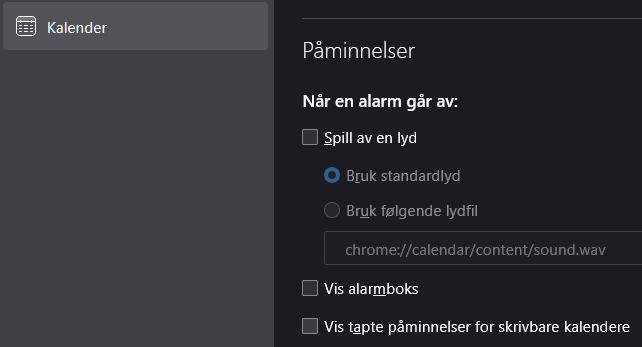 Kalender
Påminnelser
Når en alarm går av:
Spill av en lyd
Bruk standardlyd
Bruk følgende lydfil
chrome://calendar/content/sound.wav
Vis alarmboks
Vis tapte påminnelser for skrivbare kalendere